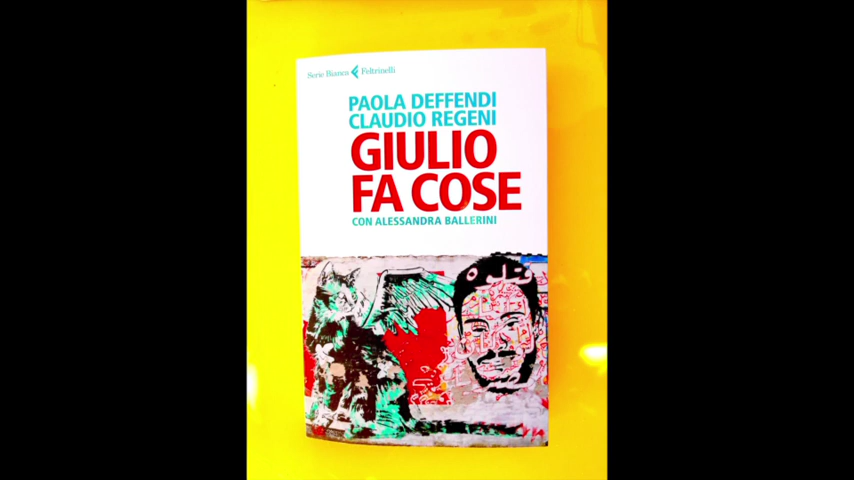 Serie Bianca Feltrinelli
PAOLA DEFFENDI
CLAUDIO REGENI
GIULIO
FA COSE
CON ALESSANDRA BALLERINI